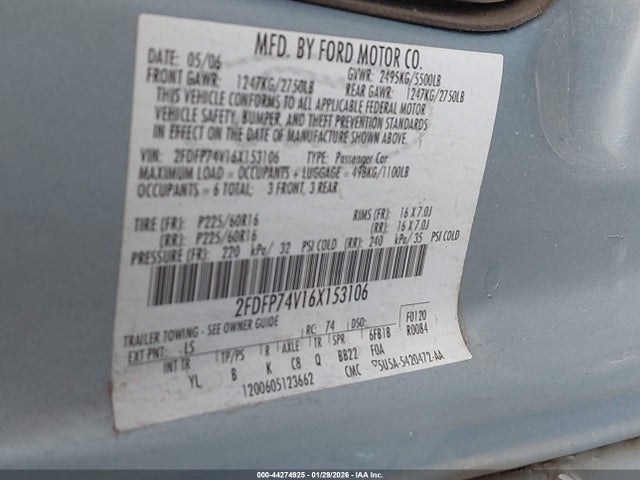 MFD. BY FORD MOTOR CO.
DATE: 05/06 GVWR: 2495KG/5500LB
FRONT GAWR: 1247KG/2750LB REAR GAWR: 1247KG/2750LB
THIS VEHICLE CONFORMS TO ALL APPLICABLE FEDERAL MOTOR
VEHICLE SAFETY, BUMPER, AND THEFT PREVENTION STANDARDS
IN EFFECT ON THE DATE OF MANUFACTURE SHOWN ABOVE.
VIN: 2FDFP74V16X153106 TYPE: Passenger Car
MAXIMUM LOAD = OCCUPANTS + LUGGAGE = 498KG/1100LB
OCCUPANTS = 6 TOTAL: 3 FRONT, 3 REAR
TIRE (FR): P225/60R16 RIMS (FR): 16 X 7.0J
(RR): P225/60R16 (RR): 16 X 7.0J
PRESSURE (FR): 220 kPa/ 32 PSI COLD (RR): 240 kPa/ 35 PSI COLD
2FDFP74V16X153106
TRAILER TOWING - SEE OWNER GUIDE F0120
EXT PNT: LS RC: 74 DSO: 6FB1B R0084
INT TR TP/PS R AXLE TR SPR
YL B K C8 Q BB22 FOA
1200605123662 CMC 5USA-5420472-AA
000-44274925 - 01/29/2026 - IAA Inc.